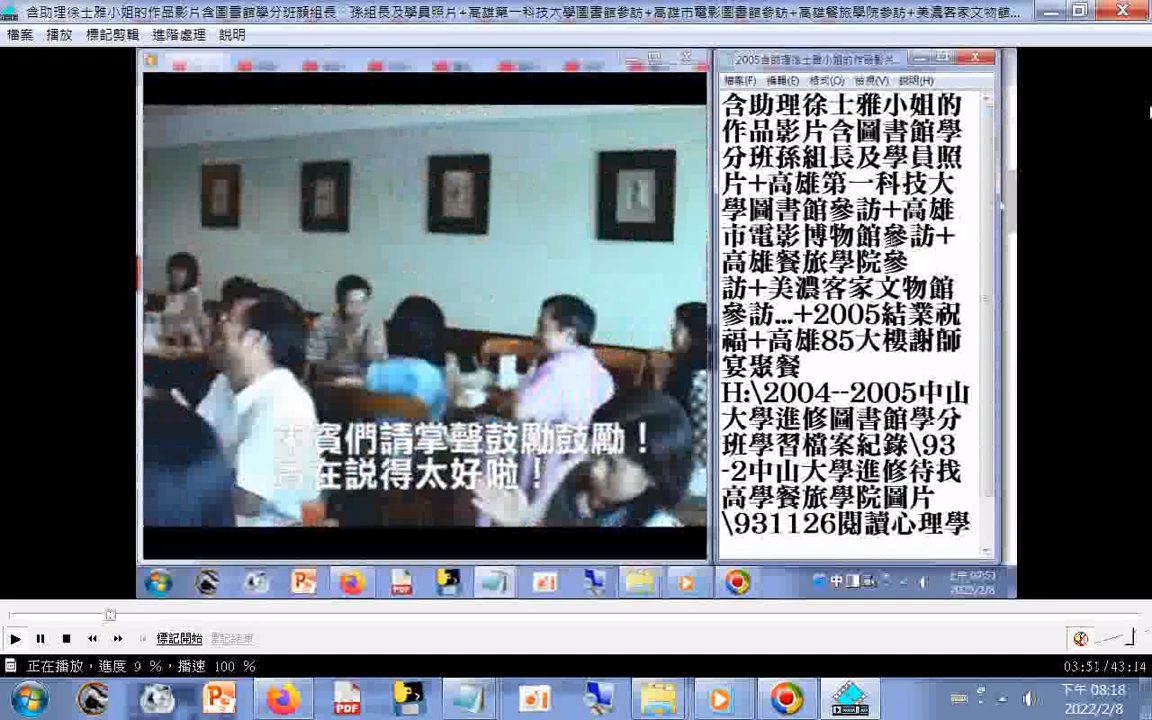 含助理徐士雅小姐的作品影片含圖書館學分班顏組長、孫組長及學員照片+高雄第一科技大學圖書館參訪+高雄市電影圖書館參訪+高雄餐旅學院參訪+美濃客家文物館...
檔案 播放 標記剪輯 進階處理 說明
2005含助理徐士雅小姐的作品影片...
檔案(F) 編輯(E) 格式(O) 檢視(V) 說明(H)
含助理徐士雅小姐的
作品影片含圖書館學
分班孫組長及學員照
片+高雄第一科技大
學圖書館參訪+高雄
市電影博物館參訪+
高雄餐旅學院參
訪+美濃客家文物館
參訪...+2005結業祝
福+高雄85大樓謝師
宴聚餐
H:\2004--2005中山
大學進修圖書館學分
班學習檔案紀錄\93
-2中山大學進修待找
高學餐旅學院圖片
\931126閱讀心理學
來賓們請掌聲鼓勵鼓勵！
實在說得太好啦！
中
上午 07:51
2022/2/8
標記開始 標記結束
正在播放，進度 9 %，播速 100 %
03:51/43:14
下午 08:18
2022/2/8